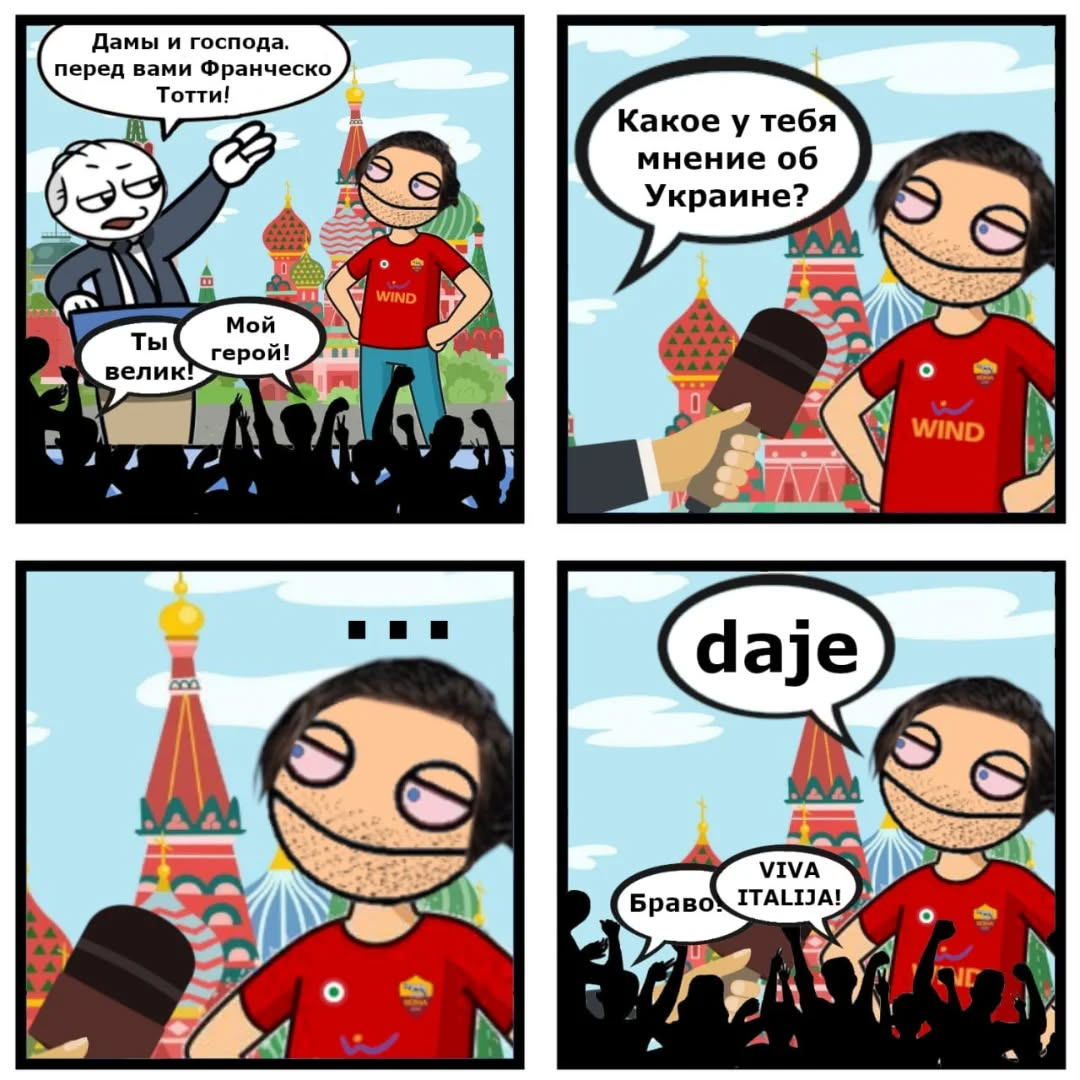 Дамы и господа.
перед вами Франческо
Тотти!
Ты
велик!
Мой
герой!
WIND
Какое у тебя
мнение об
Украине?
WIND
...
daje
Браво!
VIVA
ITALIJA!
WIND